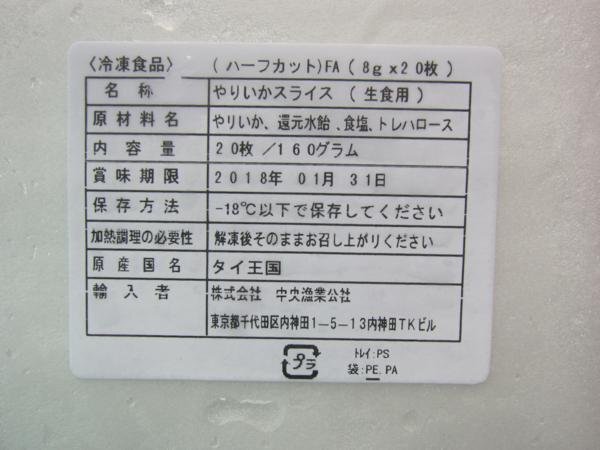 〈冷凍食品〉 (ハーフカット)FA(8g×20枚)
名称 やりいかスライス (生食用)
原材料名 やりいか、還元水飴、食塩、トレハロース
内容量 20枚/160グラム
賞味期限 2018年 01月 31日
保存方法 -18℃以下で保存してください
加熱調理の必要性 解凍後そのままお召し上がりください
原産国名 タイ王国
輸入者 株式会社 中央漁業公社
東京都千代田区内神田1-5-13内神田TKビル
プラ
トレイ:PS
袋:PE.PA